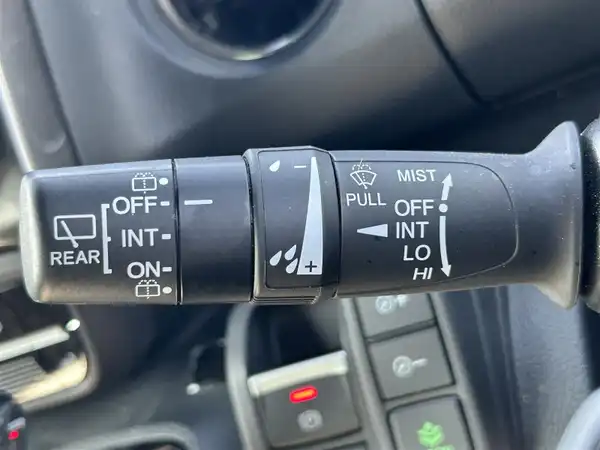 OFF
INT
REAR
ON
-
+
PULL
MIST
OFF
INT
LO
HI